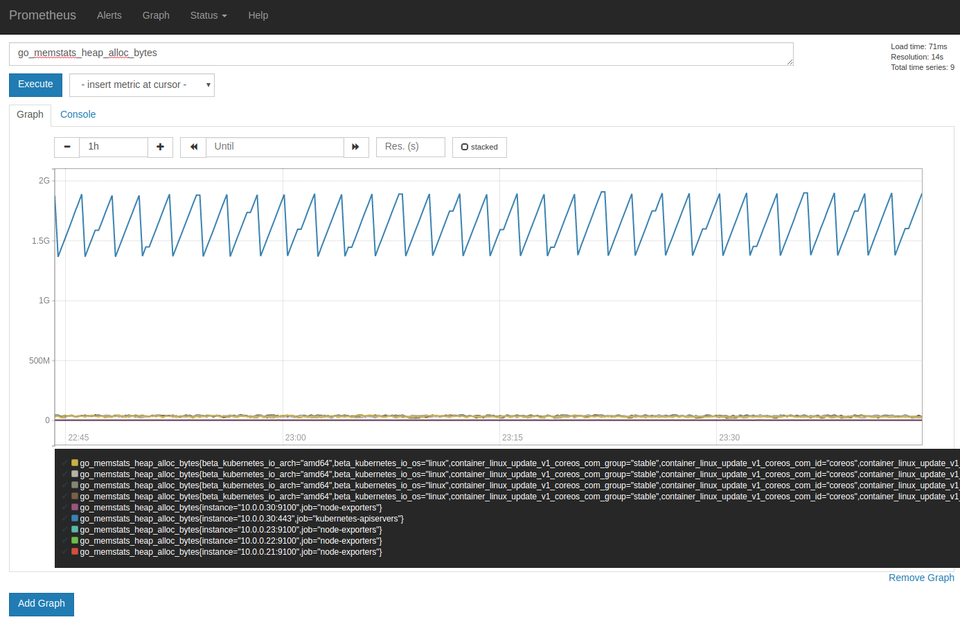 Prometheus Alerts Graph Status Help
go_memstats_heap_alloc_bytes
Load time: 71ms
Resolution: 14s
Total time series: 9
Execute - insert metric at cursor -
Graph Console
1h Until Res. (s) stacked
2G
1.5G
1G
500M
0
22:45 23:00 23:15 23:30
go_memstats_heap_alloc_bytes{beta_kubernetes_io_arch="amd64",beta_kubernetes_io_os="linux",container_linux_update_v1_coreos_com_group="stable",container_linux_update_v1_coreos_com_id="coreos",container_linux_update_v1_
go_memstats_heap_alloc_bytes{beta_kubernetes_io_arch="amd64",beta_kubernetes_io_os="linux",container_linux_update_v1_coreos_com_group="stable",container_linux_update_v1_coreos_com_id="coreos",container_linux_update_v1_
go_memstats_heap_alloc_bytes{beta_kubernetes_io_arch="amd64",beta_kubernetes_io_os="linux",container_linux_update_v1_coreos_com_group="stable",container_linux_update_v1_coreos_com_id="coreos",container_linux_update_v1_
go_memstats_heap_alloc_bytes{beta_kubernetes_io_arch="amd64",beta_kubernetes_io_os="linux",container_linux_update_v1_coreos_com_group="stable",container_linux_update_v1_coreos_com_id="coreos",container_linux_update_v1_
go_memstats_heap_alloc_bytes{instance="10.0.0.30:9100",job="node-exporters"}
go_memstats_heap_alloc_bytes{instance="10.0.0.30:443",job="kubernetes-apiservers"}
go_memstats_heap_alloc_bytes{instance="10.0.0.23:9100",job="node-exporters"}
go_memstats_heap_alloc_bytes{instance="10.0.0.22:9100",job="node-exporters"}
go_memstats_heap_alloc_bytes{instance="10.0.0.21:9100",job="node-exporters"}
Remove Graph
Add Graph